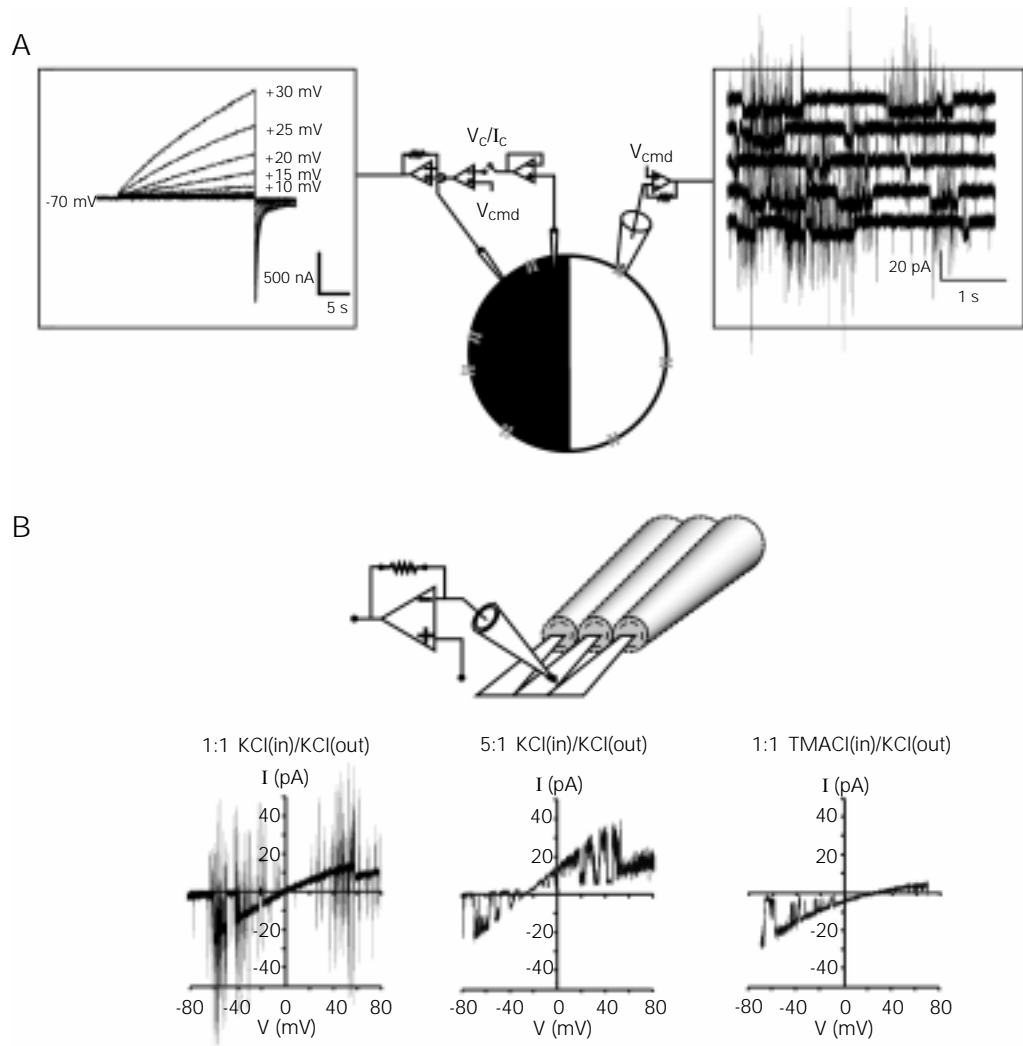 A
+30 mV
+25 mV
+20 mV
+15 mV
+10 mV
-70 mV
500 nA
5 s
VC/IC
Vcmd
Vcmd
20 pA
1 s
B
1:1 KCl(in)/KCl(out)
I (pA)
40
20
-20
-40
-80 -40 0 40 80
V (mV)
5:1 KCl(in)/KCl(out)
I (pA)
40
20
-20
-40
-80 -40 0 40 80
V (mV)
1:1 TMACl(in)/KCl(out)
I (pA)
40
20
-20
-40
-80 -40 0 40 80
V (mV)